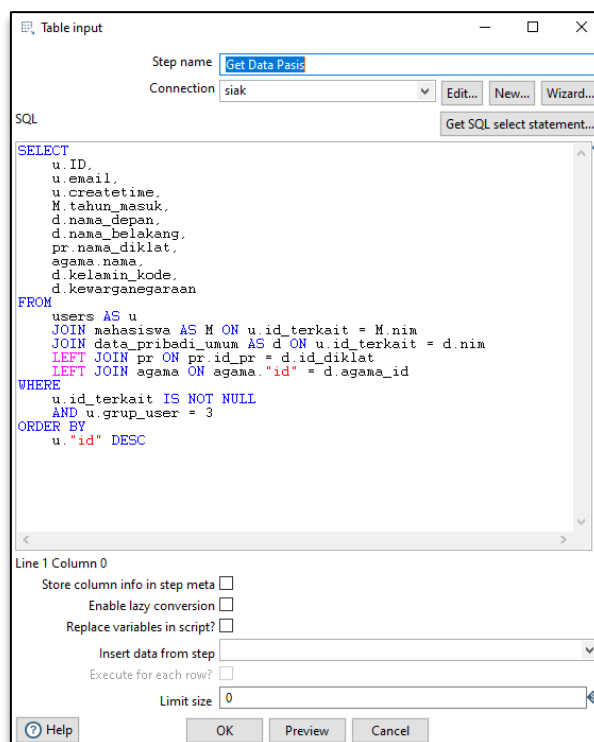 Table input
Step name Get Data Pasis
Connection siak Edit... New... Wizard...
SQL Get SQL select statement...
SELECT
u.ID,
u.email,
u.createtime,
M.tahun_masuk,
d.nama_depan,
d.nama_belakang,
pr.nama_diklat,
agama.nama,
d.kelamin_kode,
d.kewarganegaraan
FROM
users AS u
JOIN mahasiswa AS M ON u.id_terkait = M.nim
JOIN data_pribadi_umum AS d ON u.id_terkait = d.nim
LEFT JOIN pr ON pr.id_pr = d.id_diklat
LEFT JOIN agama ON agama."id" = d.agama_id
WHERE
u.id_terkait IS NOT NULL
AND u.grup_user = 3
ORDER BY
u."id" DESC
Line 1 Column 0
Store column info in step meta
Enable lazy conversion
Replace variables in script?
Insert data from step
Execute for each row?
Limit size 0
Help OK Preview Cancel